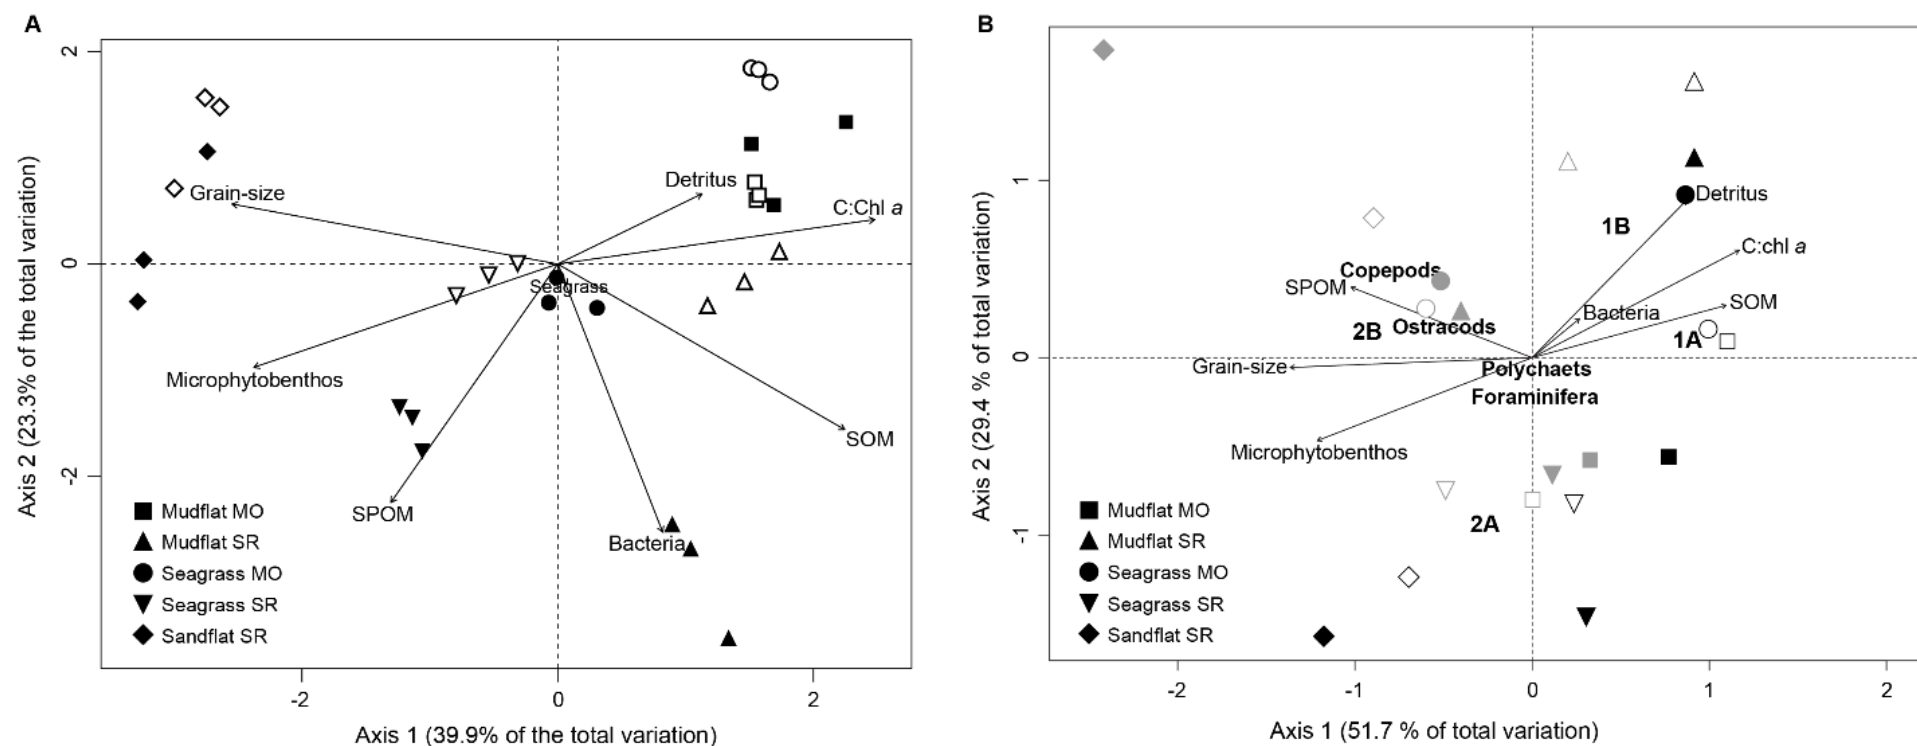 A
2
0
-2
Axis 2 (23.3% of the total variation)
Grain-size
Detritus
C:Chl a
Seagrass
Microphytobenthos
SOM
SPOM
Bacteria
Mudflat MO
Mudflat SR
Seagrass MO
Seagrass SR
Sandflat SR
-2
0
2
Axis 1 (39.9% of the total variation)
B
1
0
-1
Axis 2 (29.4 % of total variation)
Detritus
1B
C:chl a
Copepods
SPOM
SOM
Bacteria
2B
Ostracods
1A
Grain-size
Polychaets
Foraminifera
Microphytobenthos
2A
Mudflat MO
Mudflat SR
Seagrass MO
Seagrass SR
Sandflat SR
-2
-1
0
1
2
Axis 1 (51.7 % of total variation)